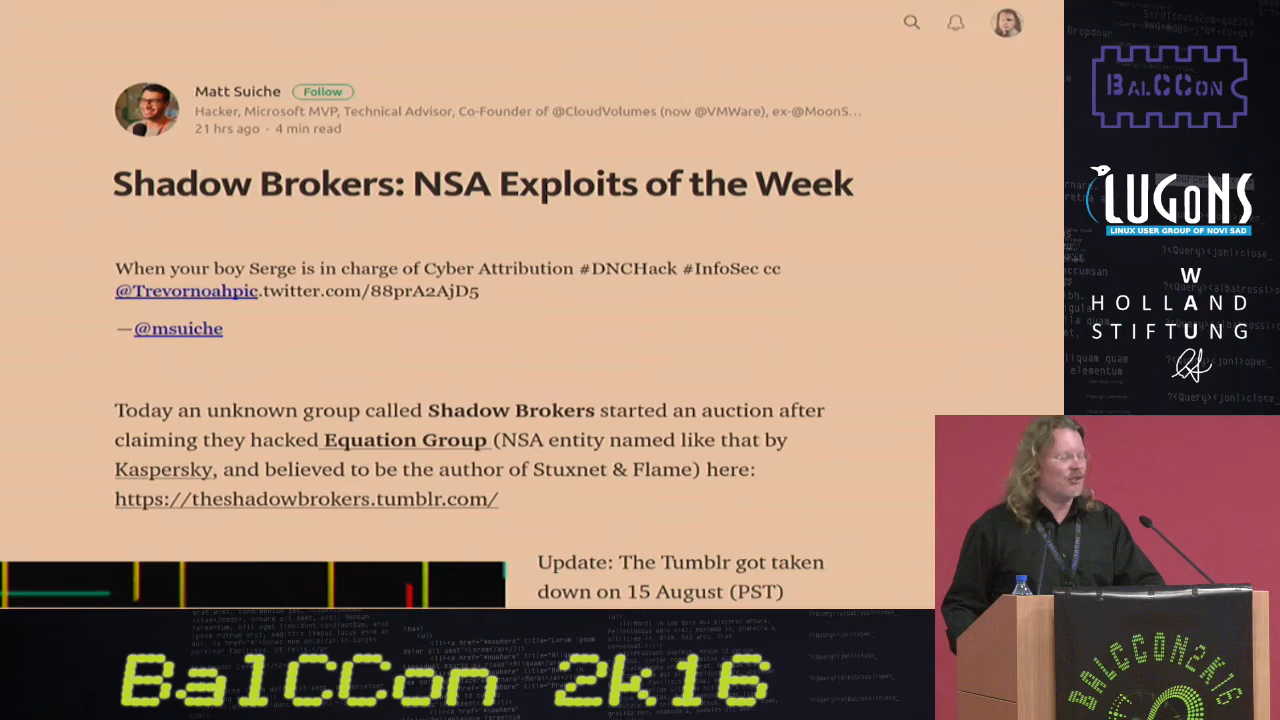 Matt Suiche Follow
Hacker, Microsoft MVP, Technical Advisor, Co-Founder of @CloudVolumes (now @VMWare), ex-@MoonS…
21 hrs ago · 4 min read
Shadow Brokers: NSA Exploits of the Week
When your boy Serge is in charge of Cyber Attribution #DNCHack #InfoSec cc
@Trevornoahpic.twitter.com/88prA2AjD5
—@msuiche
Today an unknown group called Shadow Brokers started an auction after
claiming they hacked Equation Group (NSA entity named like that by
Kaspersky, and believed to be the author of Stuxnet & Flame) here:
https://theshadowbrokers.tumblr.com/
Update: The Tumblr got taken
down on 15 August (PST)
BalCCon
LUGoNS
LINUX USER GROUP OF NOVI SAD
W
HOLLAND
STIFTUNG
BalCCon 2k16
BALCCON2K16